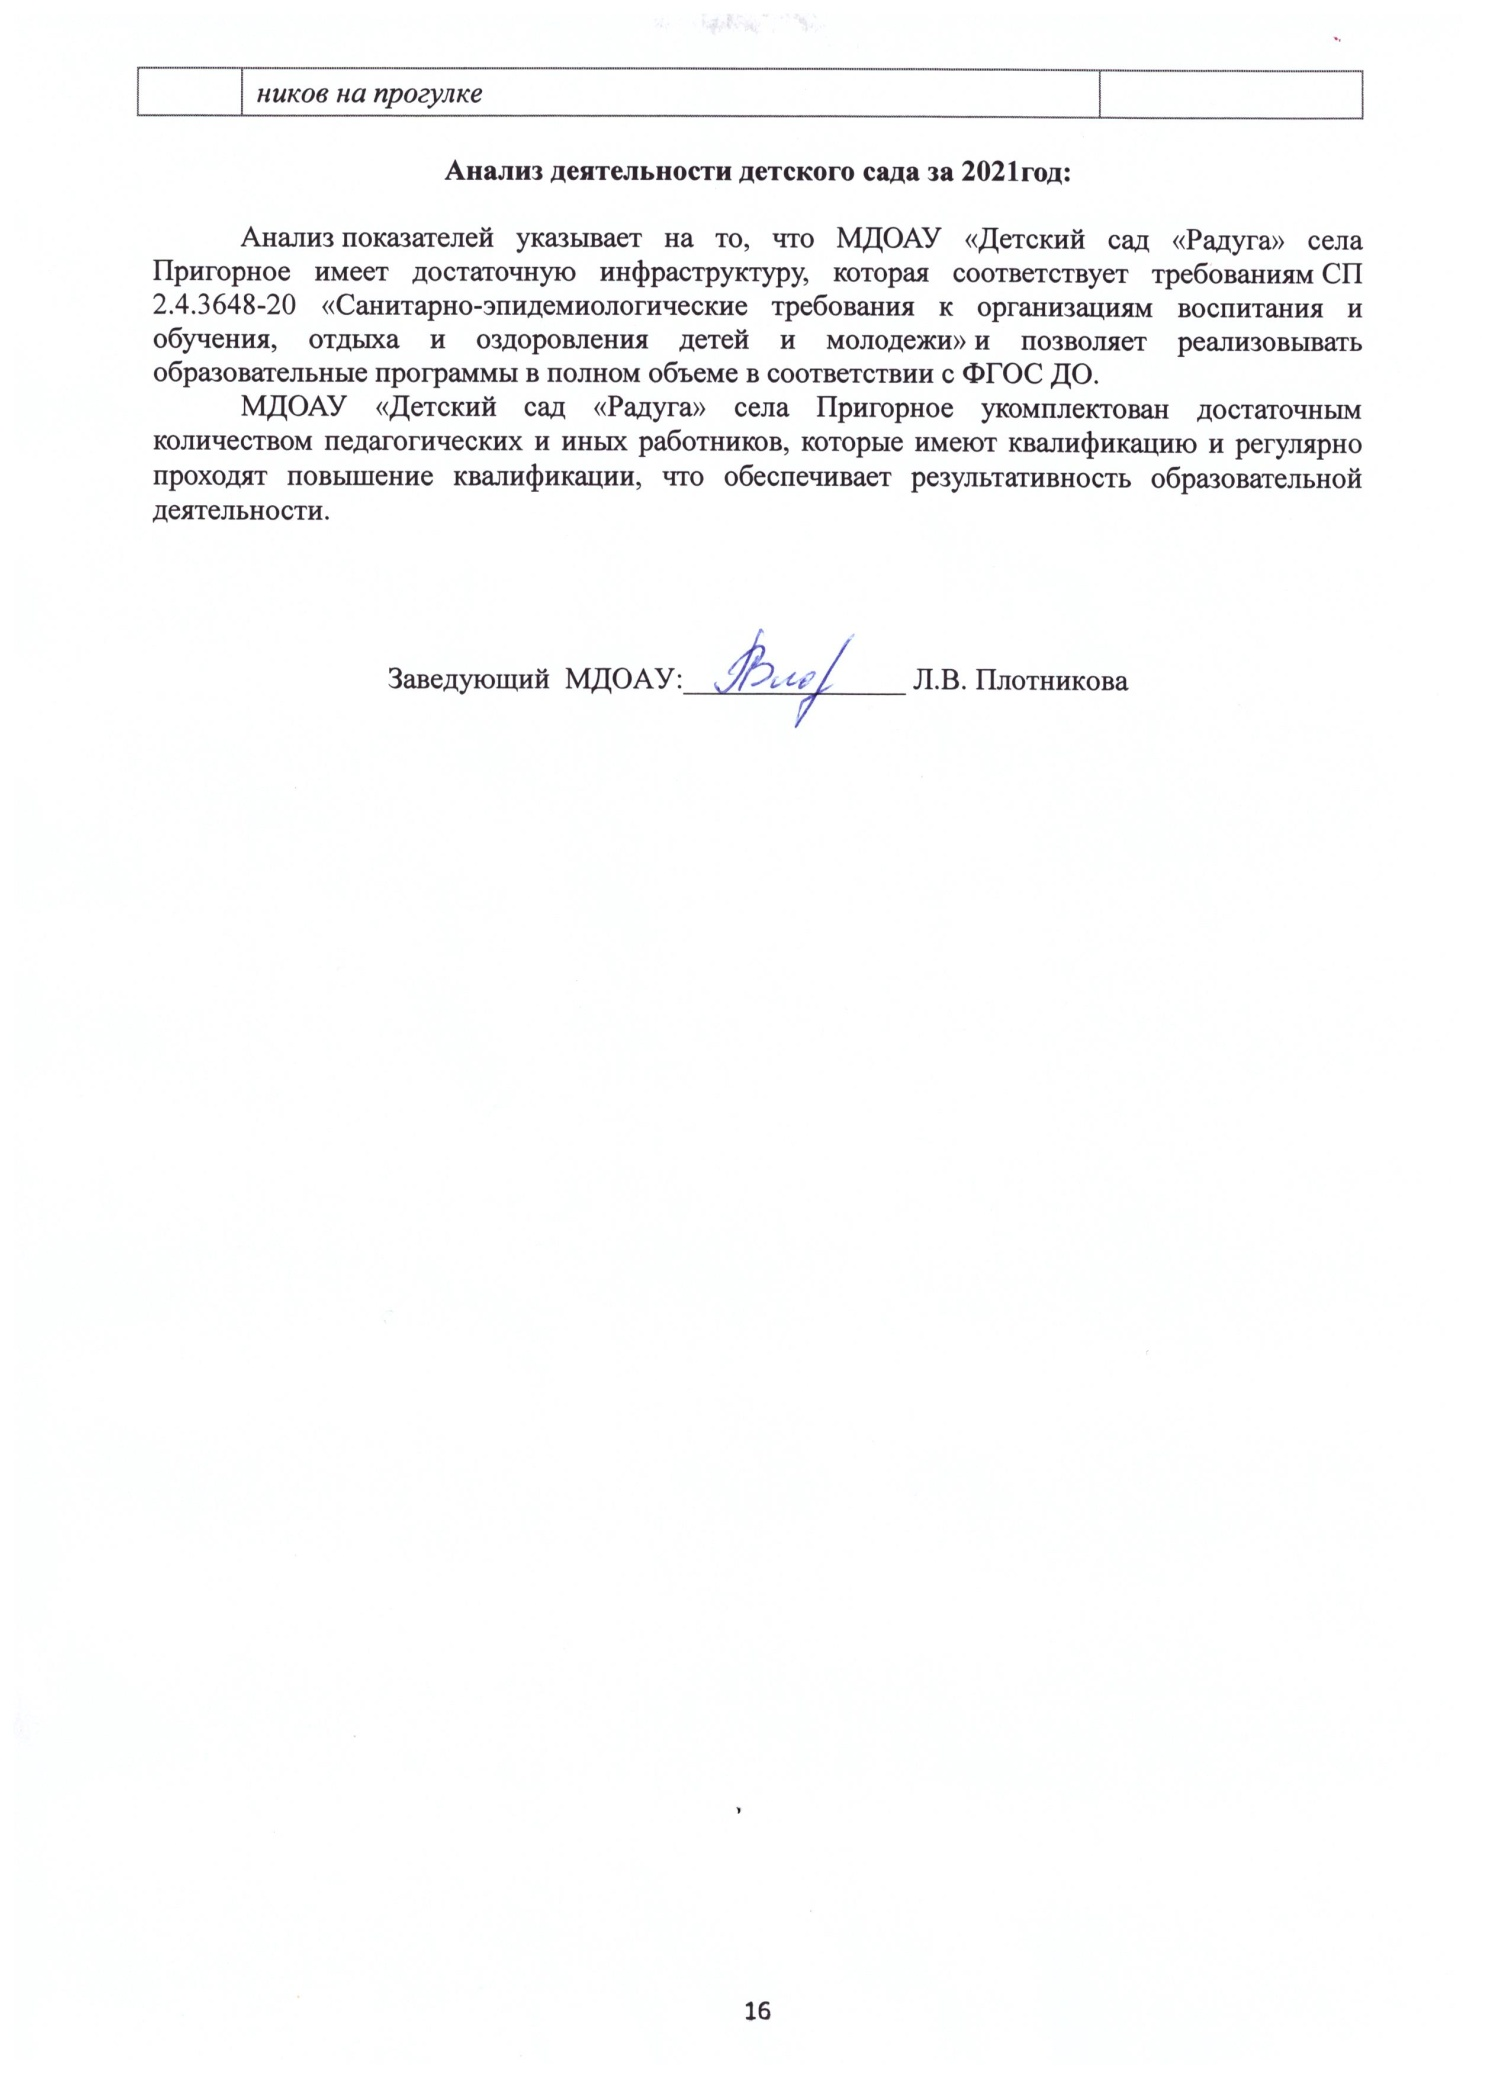 ников на прогулке
Анализ деятельности детского сада за 2021год:
Анализ показателей указывает на то, что МДОАУ «Детский сад «Радуга» села
Пригорное имеет достаточную инфраструктуру, которая соответствует требованиям СП
2.4.3648-20 «Санитарно-эпидемиологические требования к организациям воспитания и
обучения, отдыха и оздоровления детей и молодежи» и позволяет реализовывать
образовательные программы в полном объеме в соответствии с ФГОС ДО.
МДОАУ «Детский сад «Радуга» села Пригорное укомплектован достаточным
количеством педагогических и иных работников, которые имеют квалификацию и регулярно
проходят повышение квалификации, что обеспечивает результативность образовательной
деятельности.
Заведующий МДОАУ:_______________ Л.В. Плотникова
16